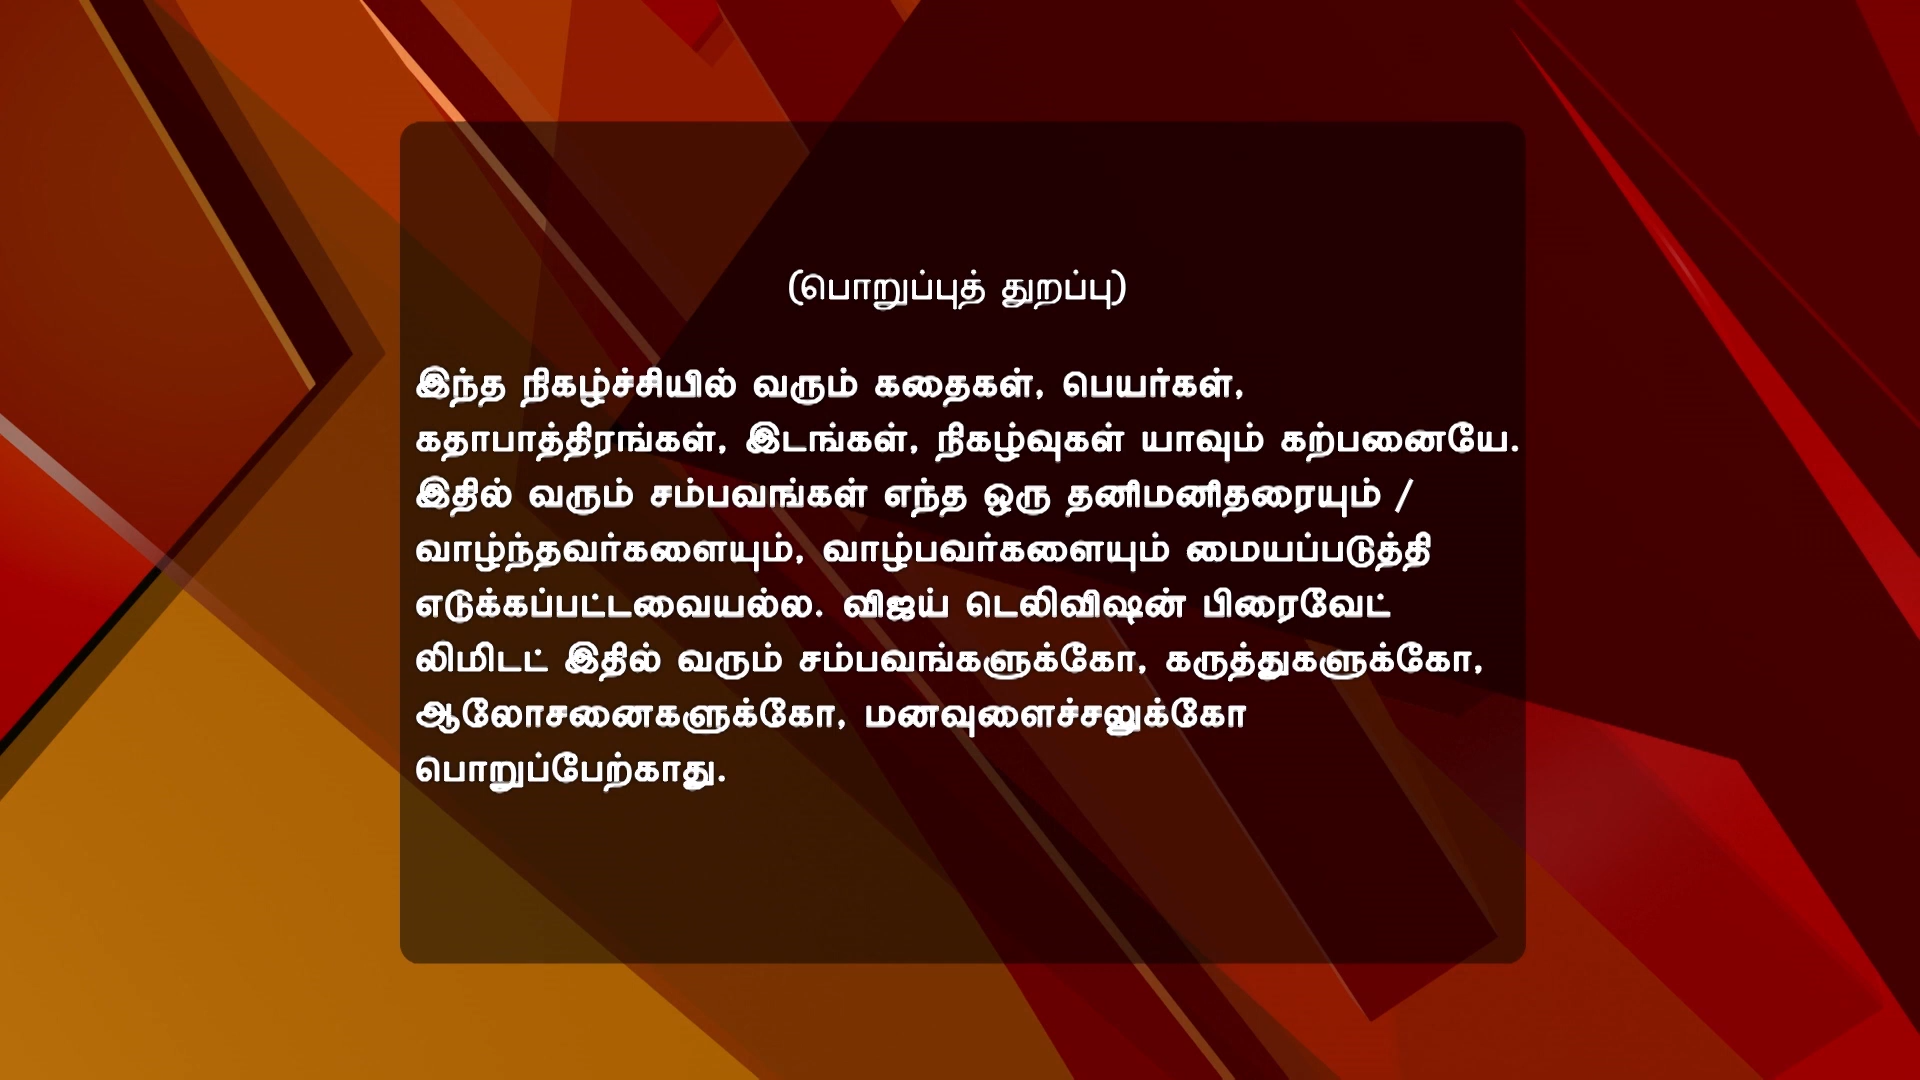 (பொறுப்புத் துறப்பு)
இந்த நிகழ்ச்சியில் வரும் கதைகள், பெயர்கள்,
கதாபாத்திரங்கள், இடங்கள், நிகழ்வுகள் யாவும் கற்பனையே.
இதில் வரும் சம்பவங்கள் எந்த ஒரு தனிமனிதரையும் /
வாழ்ந்தவர்களையும், வாழ்பவர்களையும் மையப்படுத்தி
எடுக்கப்பட்டவையல்ல. விஜய் டெலிவிஷன் பிரைவேட்
லிமிடட் இதில் வரும் சம்பவங்களுக்கோ, கருத்துகளுக்கோ,
ஆலோசனைகளுக்கோ, மனவுளைச்சலுக்கோ
பொறுப்பேற்காது.